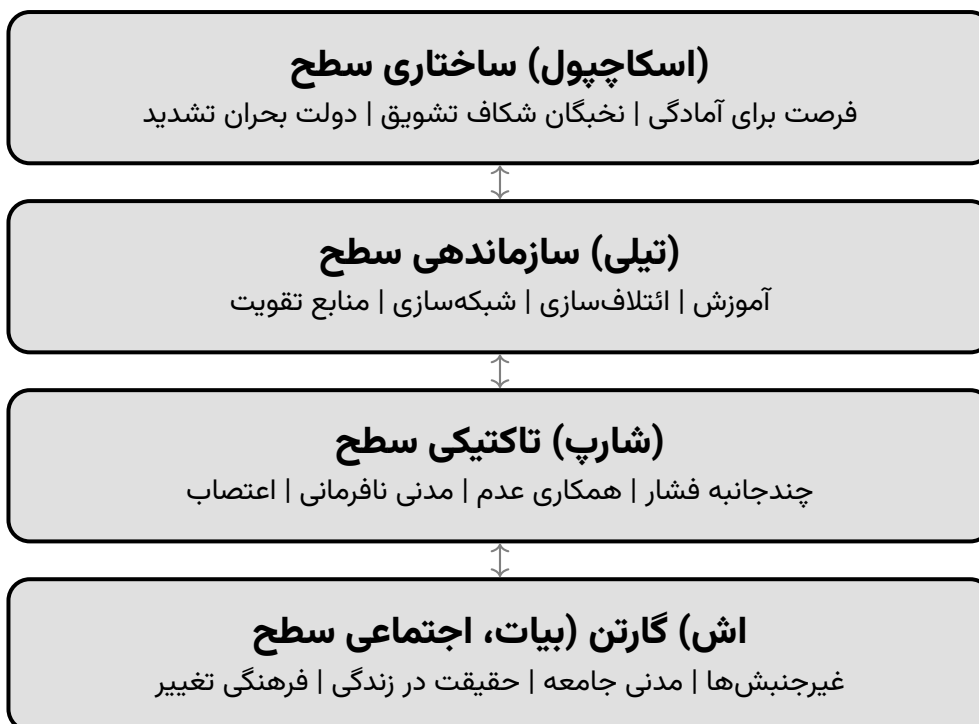 (اسکاچپول) ساختاری سطح
فرصت برای آمادگی | نخبگان شکاف تشویق | دولت بحران تشدید
(تیلی) سازماندهی سطح
آموزش | ائتلاف‌سازی | شبکه‌سازی | منابع تقویت
(شارپ) تاکتیکی سطح
چندجانبه فشار | همکاری عدم | مدنی نافرمانی | اعتصاب
اش) گارتن (بیات، اجتماعی سطح
غیرجنبش‌ها | مدنی جامعه | حقیقت در زندگی | فرهنگی تغییر